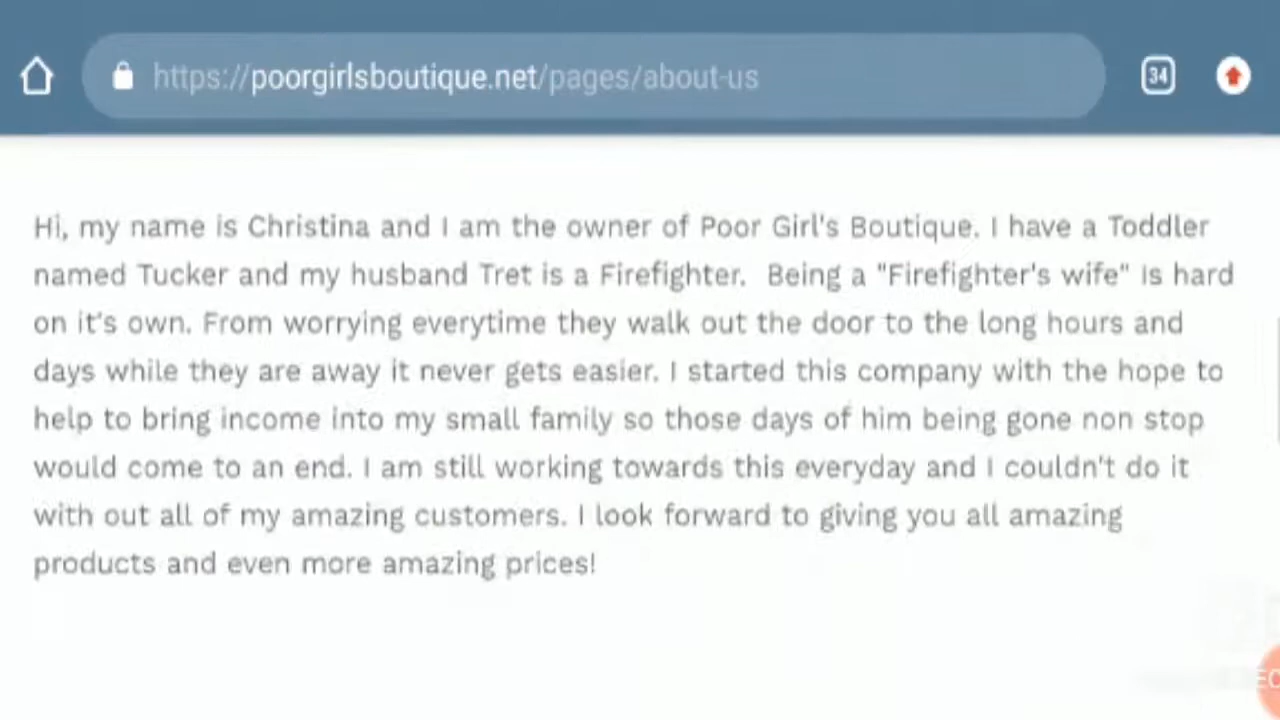 https://poorgirlsboutique.net/pages/about-us
34
Hi, my name is Christina and I am the owner of Poor Girl's Boutique. I have a Toddler
named Tucker and my husband Tret is a Firefighter.  Being a "Firefighter's wife" is hard
on it's own. From worrying everytime they walk out the door to the long hours and
days while they are away it never gets easier. I started this company with the hope to
help to bring income into my small family so those days of him being gone non stop
would come to an end. I am still working towards this everyday and I couldn't do it
with out all of my amazing customers. I look forward to giving you all amazing
products and even more amazing prices!